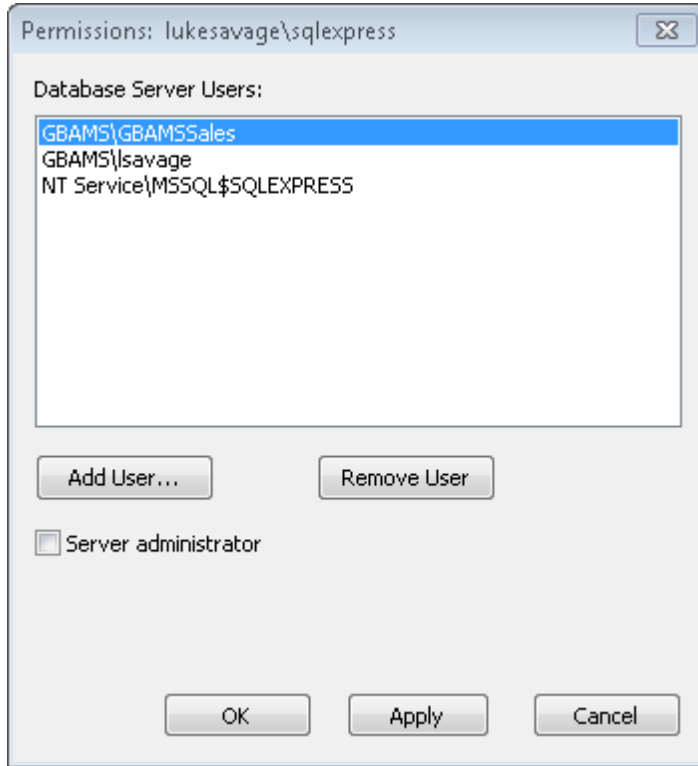 Permissions: lukesavage\sqlexpress
Database Server Users:
GBAMS\GBAMSSales
GBAMS\lsavage
NT Service\MSSQL$SQLEXPRESS
Add User... Remove User
Server administrator
OK Apply Cancel